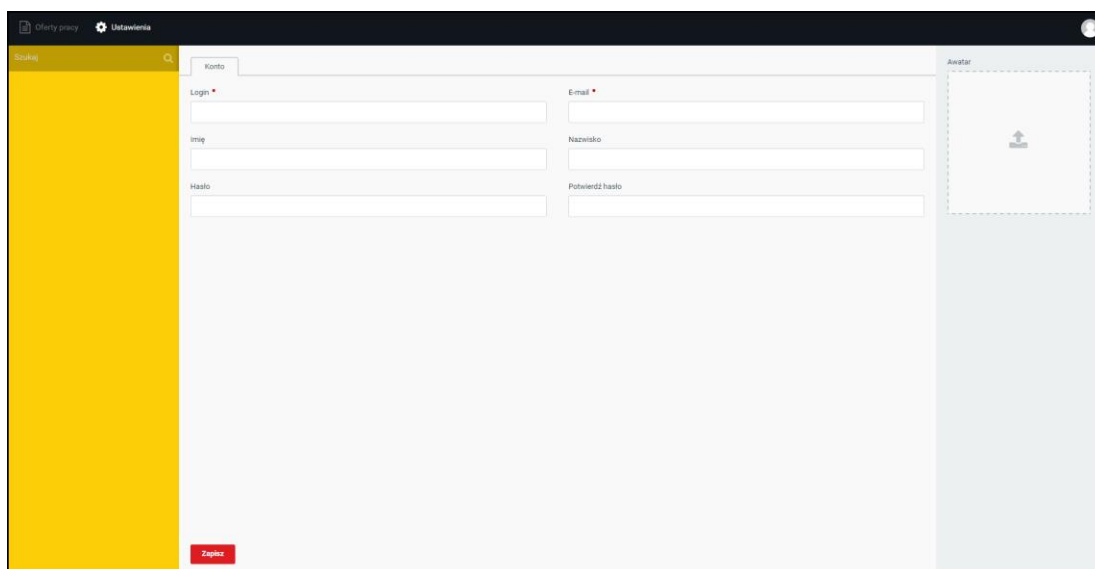 Oferty pracy Ustawienia
Szukaj
Konto
Awatar
Login * E-mail *
Imię Nazwisko
Hasło Potwierdź hasło
Zapisz